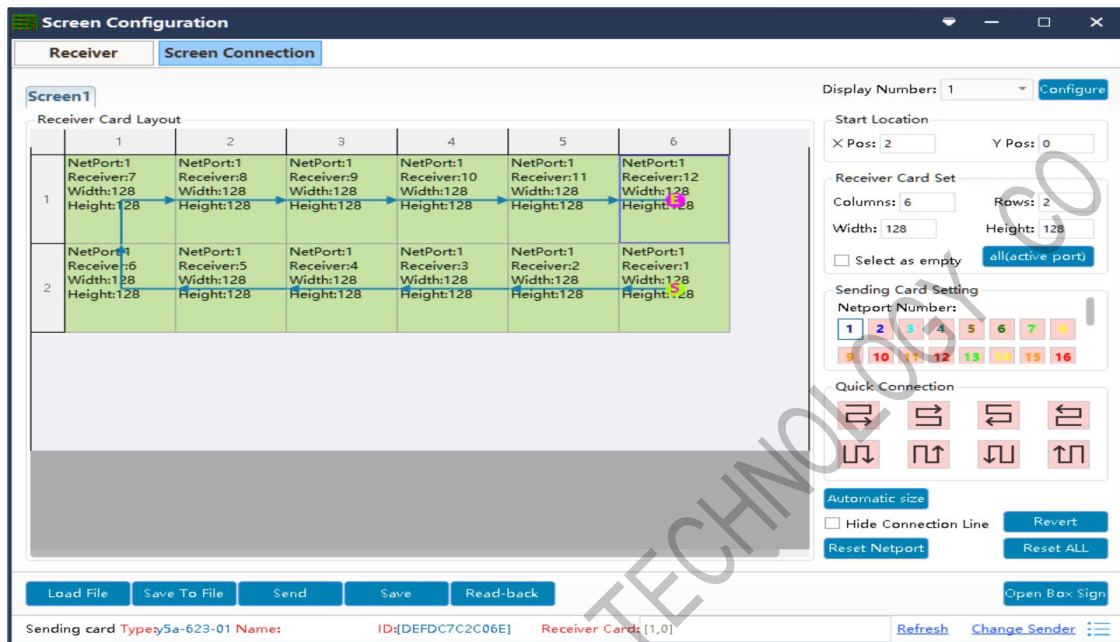 Screen Configuration
Receiver Screen Connection
Screen1
Display Number: 1 Configure
Receiver Card Layout
1 2 3 4 5 6
NetPort:1 NetPort:1 NetPort:1 NetPort:1 NetPort:1 NetPort:1
Receiver:7 Receiver:8 Receiver:9 Receiver:10 Receiver:11 Receiver:12
Width:128 Width:128 Width:128 Width:128 Width:128 Width:128
1 Height:128 Height:128 Height:128 Height:128 Height:128 Height:128
E
NetPort:1 NetPort:1 NetPort:1 NetPort:1 NetPort:1 NetPort:1
Receiver:6 Receiver:5 Receiver:4 Receiver:3 Receiver:2 Receiver:1
Width:128 Width:128 Width:128 Width:128 Width:128 Width:128
2 Height:128 Height:128 Height:128 Height:128 Height:128 Height:128
S
Start Location
X Pos: 2 Y Pos: 0
Receiver Card Set
Columns: 6 Rows: 2
Width: 128 Height: 128
Select as empty all(active port)
Sending Card Setting
Netport Number:
1 2 3 4 5 6 7 8
9 10 11 12 13 14 15 16
Quick Connection
Automatic size
Hide Connection Line Revert
Reset Netport Reset ALL
Load File Save To File Send Save Read-back Open Box Sign
Sending card Type:y5a-623-01 Name: ID:[DEFDC7C2C06E] Receiver Card:[1,0] Refresh Change Sender
TECHNOLOGY CO